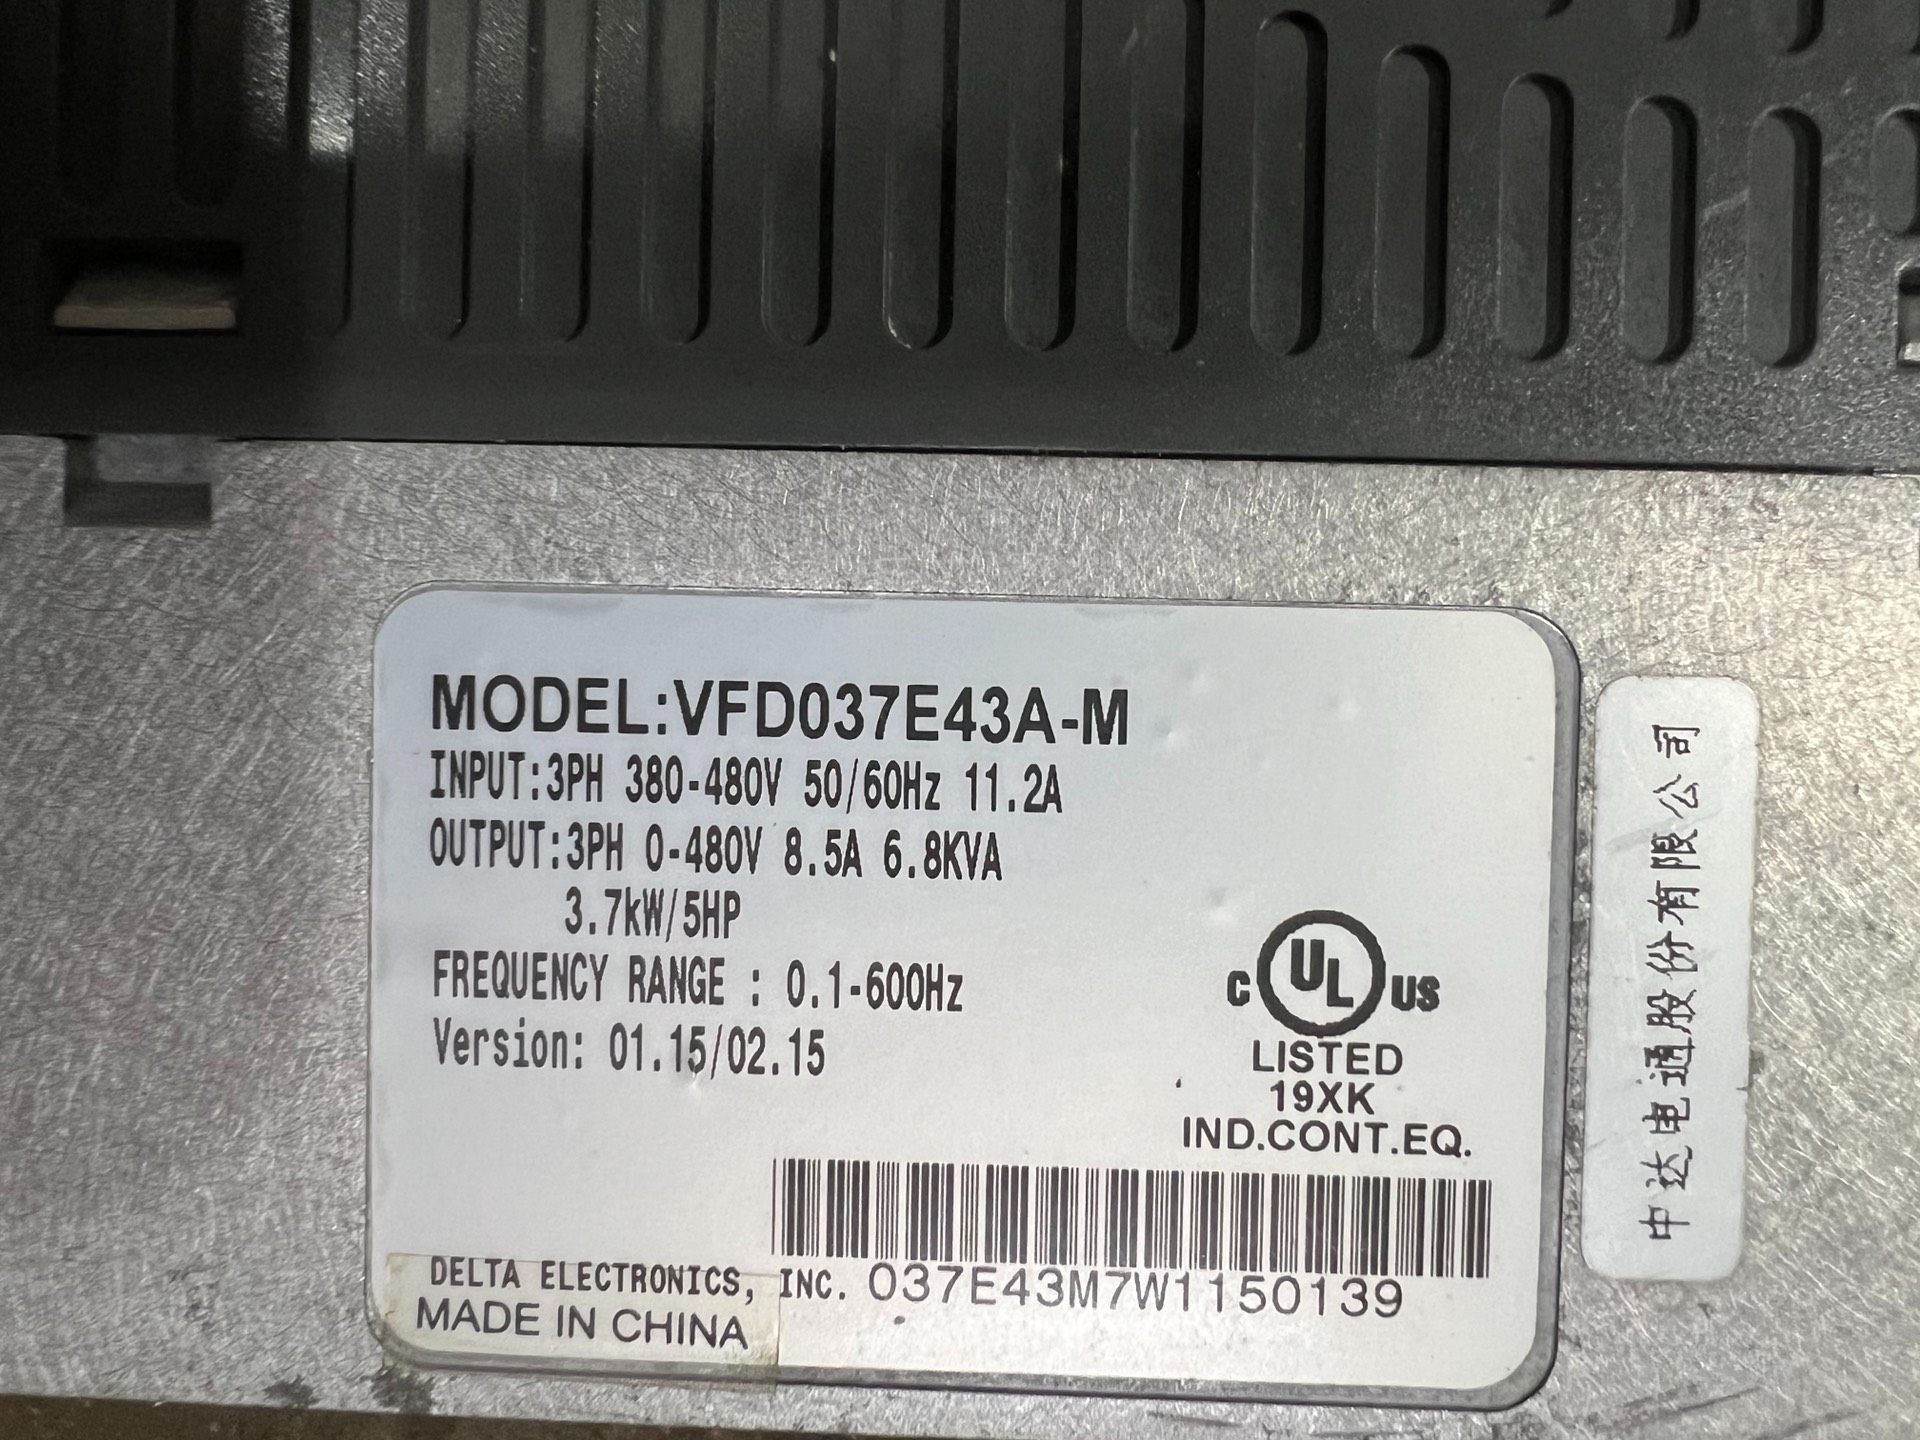 MODEL:VFD037E43A-M
INPUT:3PH 380-480V 50/60Hz 11.2A
OUTPUT:3PH 0-480V 8.5A 6.8KVA
3.7kW/5HP
FREQUENCY RANGE : 0.1-600Hz
Version: 01.15/02.15
C UL US
LISTED
19XK
IND.CONT.EQ.
DELTA ELECTRONICS, INC. 037E43M7W1150139
MADE IN CHINA
中达电通股份有限公司